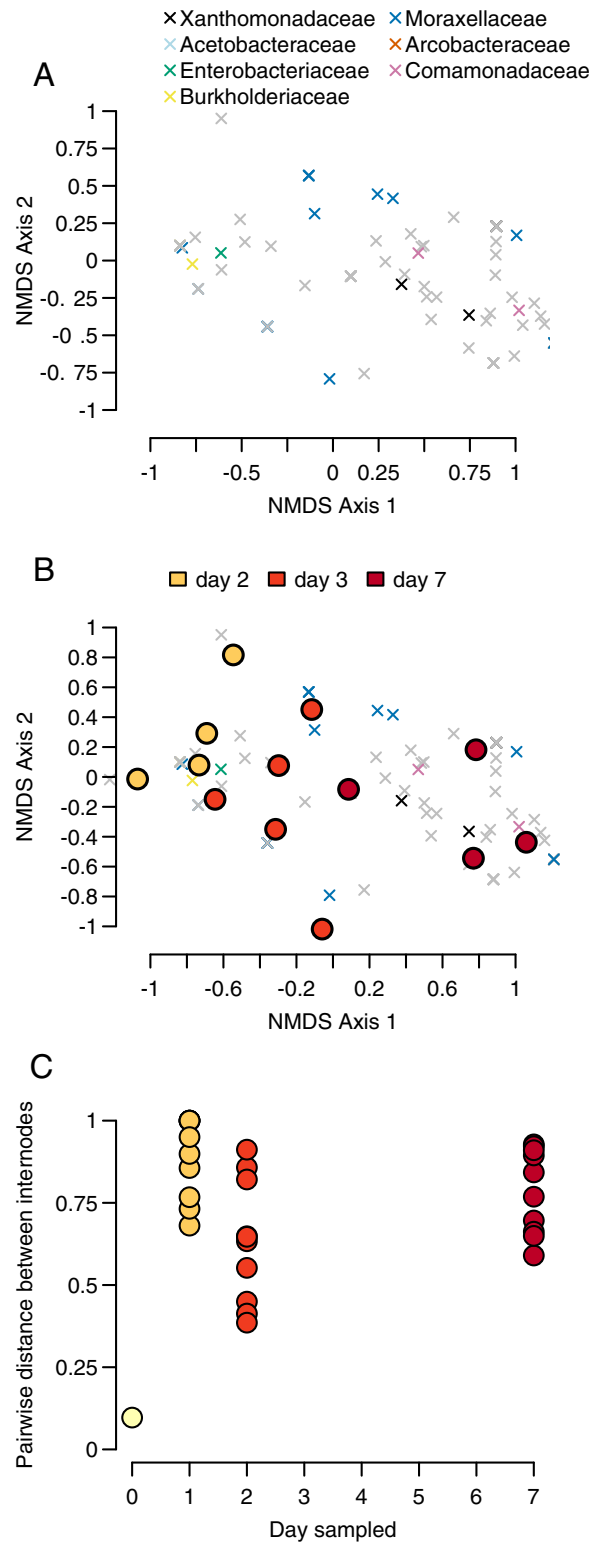 Xanthomonadaceae Moraxellaceae
Acetobacteraceae Arcobacteraceae
Enterobacteriaceae Comamonadaceae
Burkholderiaceae
A
1
0.75
0.5
0.25
0
-0. 25
-0. 5
-0. 75
-1
NMDS Axis 2
-1 -0.5 0 0.25 0.75 1
NMDS Axis 1
B
day 2 day 3 day 7
1
0.8
0.6
0.4
0.2
0
-0.2
-0.4
-0.6
-0.8
-1
NMDS Axis 2
-1 -0.6 -0.2 0.2 0.6 1
NMDS Axis 1
C
1
0.75
0.5
0.25
0
Pairwise distance between internodes
0 1 2 3 4 5 6 7
Day sampled